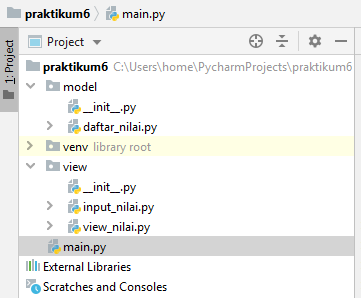 praktikum6 main.py
1: Project
Project
praktikum6 C:\Users\home\PycharmProjects\praktikum6
model
__init__.py
daftar_nilai.py
venv library root
view
__init__.py
input_nilai.py
view_nilai.py
main.py
External Libraries
Scratches and Consoles